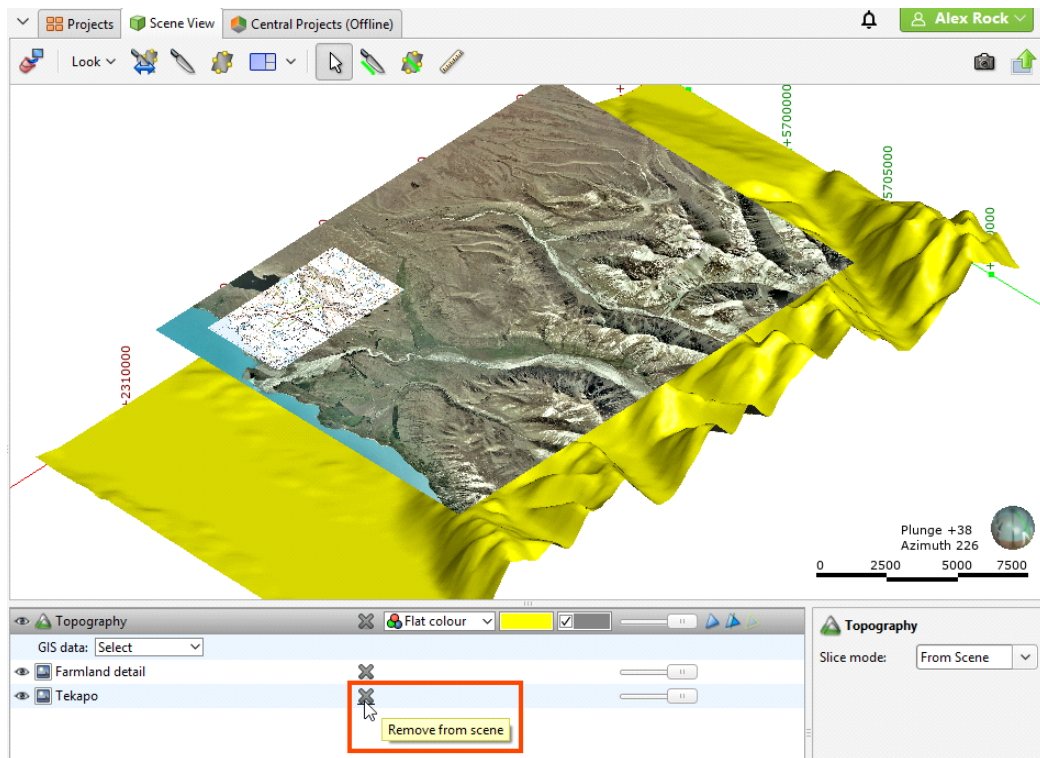 Projects
Scene View
Central Projects (Offline)
Alex Rock
Look
+5700000
5705000
+2310000
Plunge +38
Azimuth 226
0 2500 5000 7500
Topography
Flat colour
GIS data: Select
Farmland detail
Tekapo
Remove from scene
Topography
Slice mode: From Scene